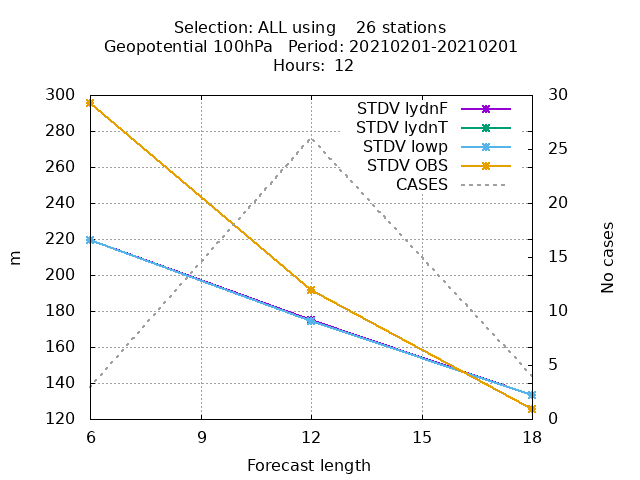 Selection: ALL using    26 stations
Geopotential 100hPa   Period: 20210201-20210201
Hours: 12
STDV lydnF
STDV lydnT
STDV lowp
STDV OBS
CASES
300
280
260
240
220
200
180
160
140
120
m
30
25
20
15
10
5
0
No cases
6 9 12 15 18
Forecast length